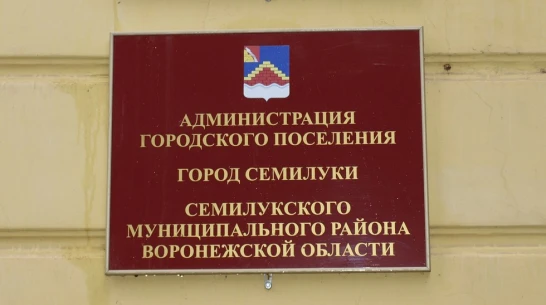 АДМИНИСТРАЦИЯ
ГОРОДСКОГО ПОСЕЛЕНИЯ
ГОРОД СЕМИЛУКИ
СЕМИЛУКСКОГО
МУНИЦИПАЛЬНОГО РАЙОНА
ВОРОНЕЖСКОЙ ОБЛАСТИ